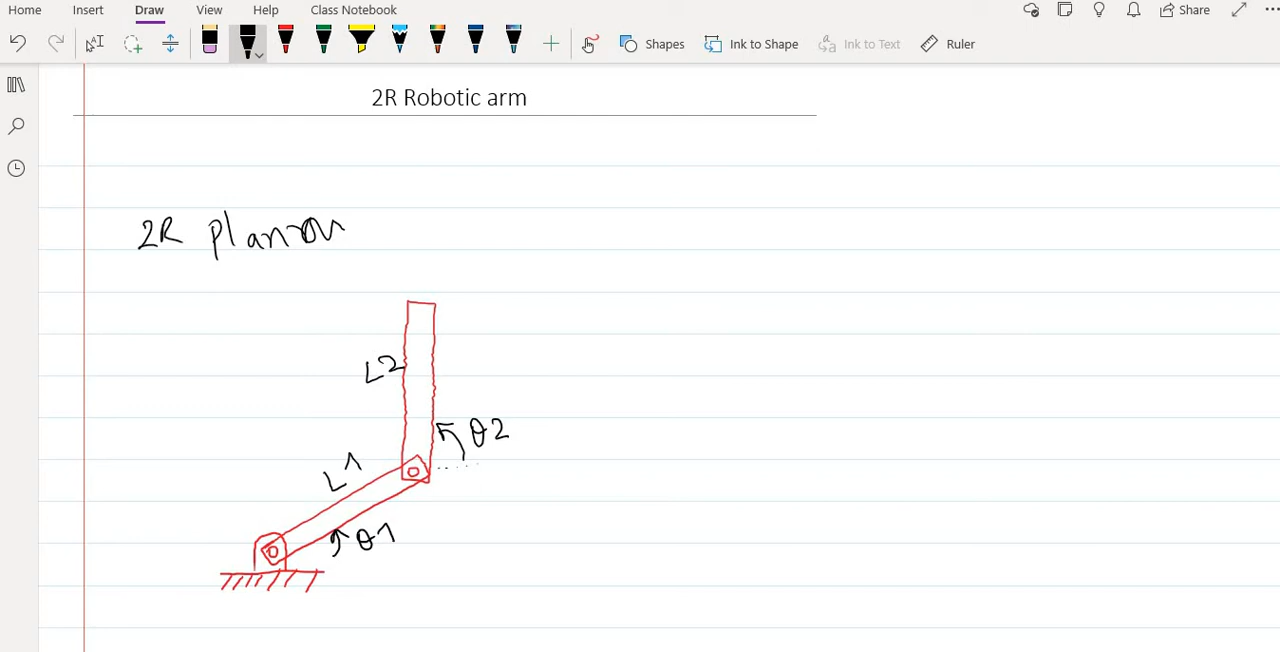 Home Insert Draw View Help Class Notebook Share
Shapes Ink to Shape Ink to Text Ruler
2R Robotic arm
2R planar
L2
θ2
L1
θ1